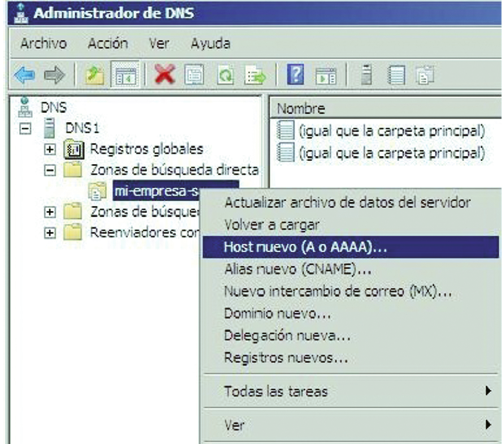 Administrador de DNS
Archivo Acción Ver Ayuda
DNS
DNS1
Registros globales
Zonas de búsqueda directa
mi-empresa-s
Zonas de búsque
Reenviadores con
Nombre
(igual que la carpeta principal)
(igual que la carpeta principal)
Actualizar archivo de datos del servidor
Volver a cargar
Host nuevo (A o AAAA)...
Alias nuevo (CNAME)...
Nuevo intercambio de correo (MX)...
Dominio nuevo...
Delegación nueva...
Registros nuevos...
Todas las tareas
Ver